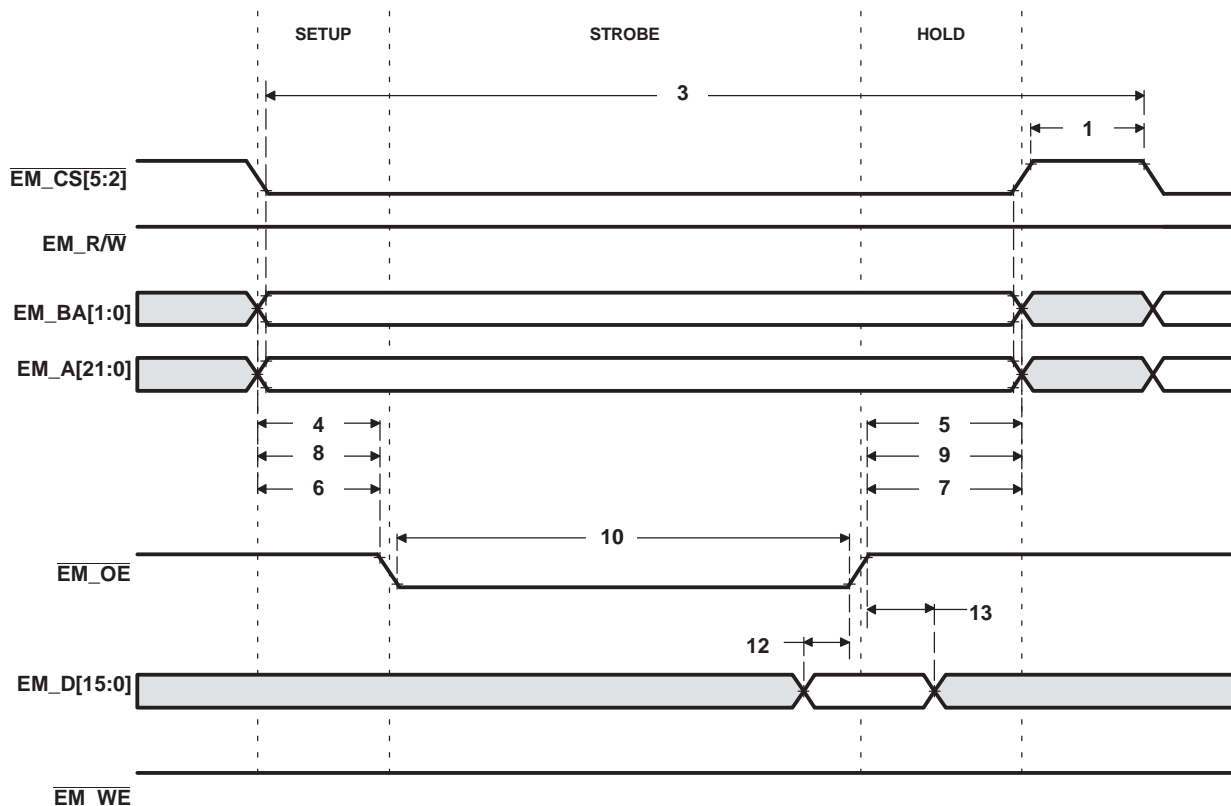 SETUP
STROBE
HOLD
3
1
EM_CS[5:2]
EM_R/W
EM_BA[1:0]
EM_A[21:0]
4
5
8
9
6
7
10
EM_OE
13
12
EM_D[15:0]
EM_WE